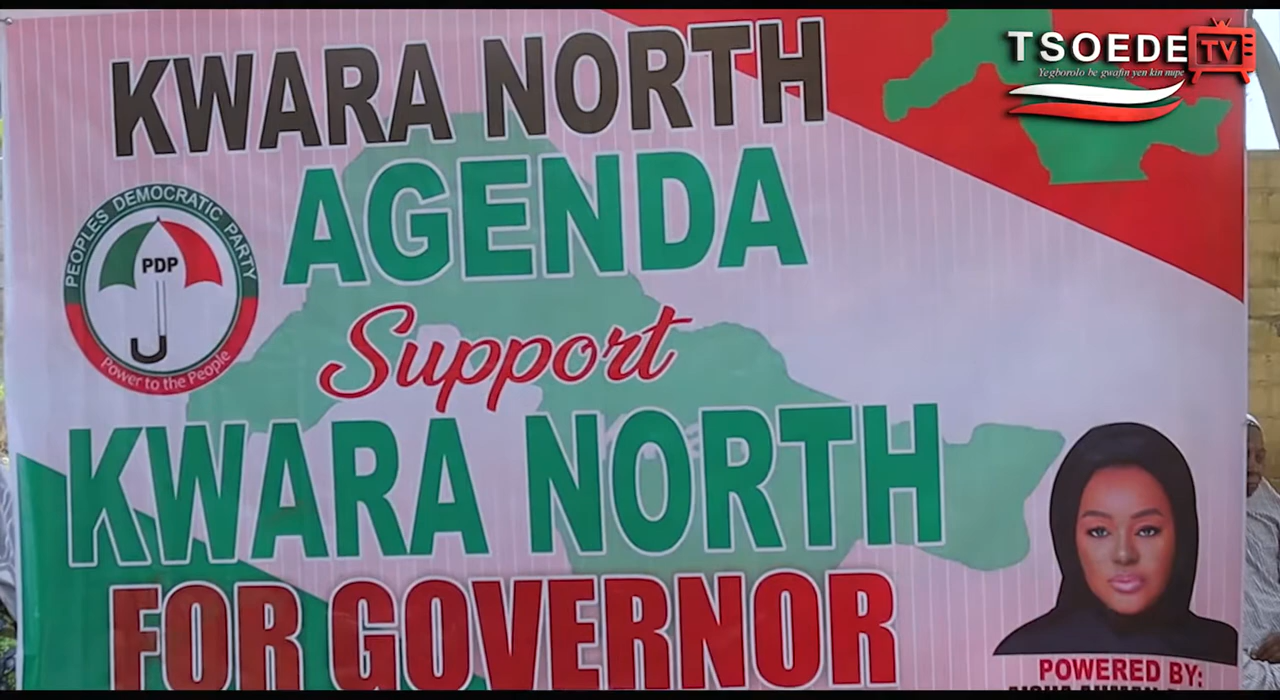 KWARA NORTH
AGENDA
Support
KWARA NORTH
FOR GOVERNOR
PEOPLES DEMOCRATIC PARTY
PDP
Power to the People
TSOEDE TV
Yegborolo be gwafin yen kin nupe
POWERED BY: